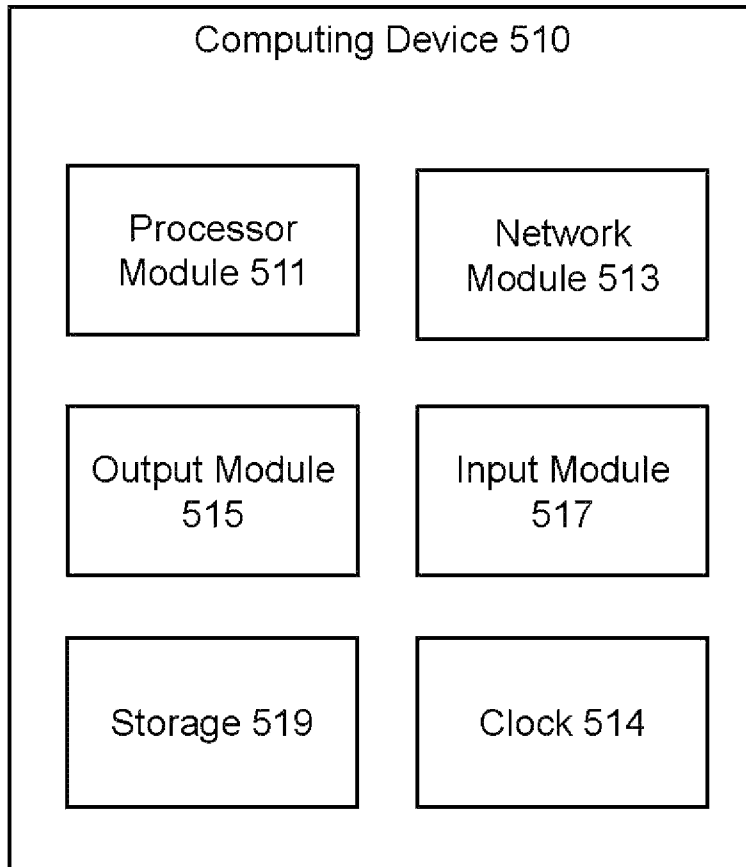 Computing Device 510
Processor
Module 511
Network
Module 513
Output Module
515
Input Module
517
Storage 519
Clock 514